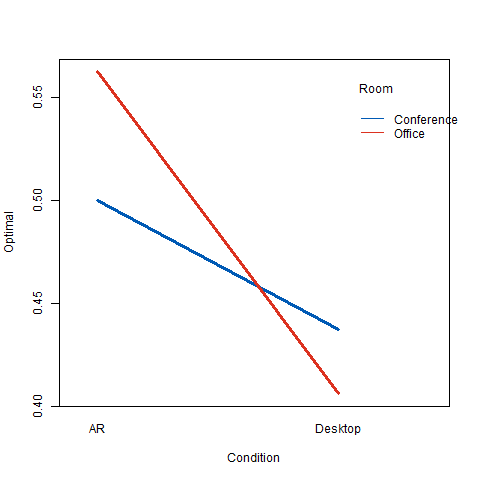 Room
Conference
Office
0.55
0.50
0.45
0.40
Optimal
AR Desktop
Condition